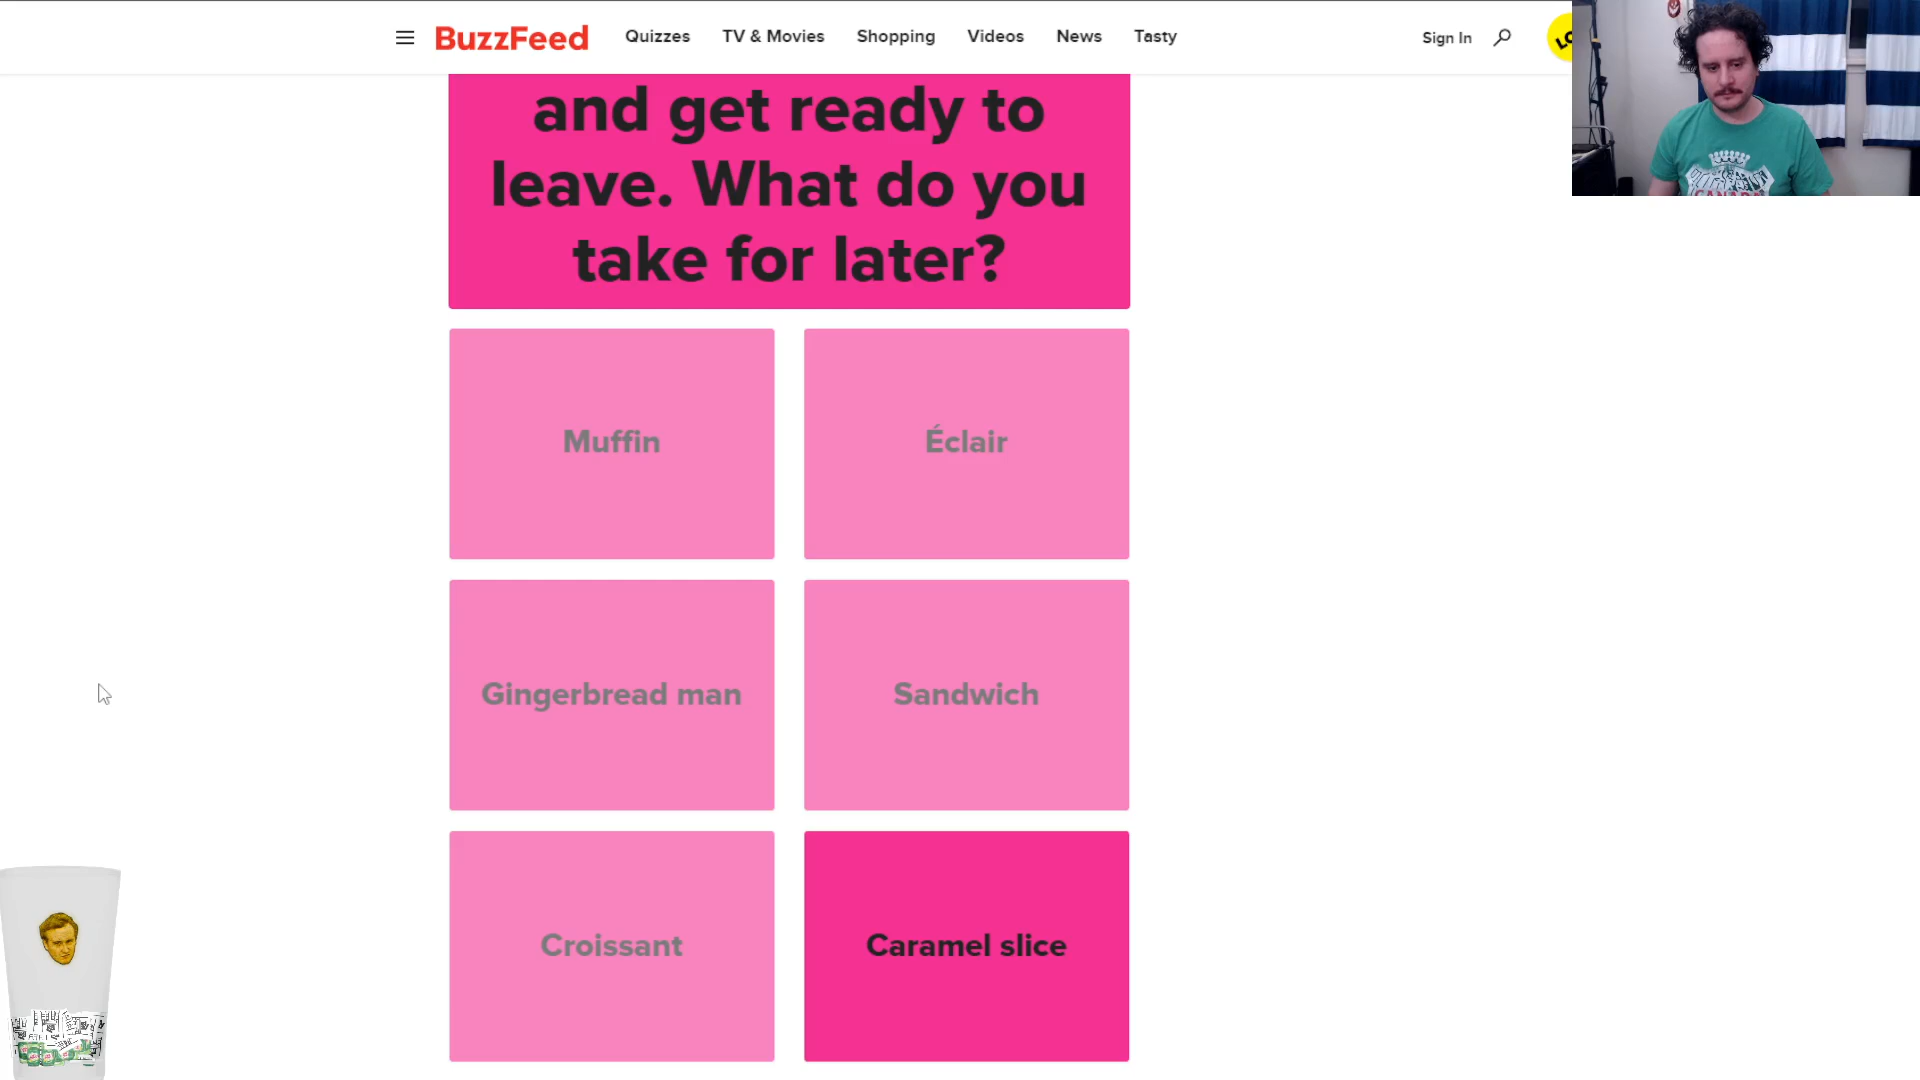 BuzzFeed
Quizzes
TV & Movies
Shopping
Videos
News
Tasty
Sign In
LO
and get ready to
leave. What do you
take for later?
Muffin
Éclair
Gingerbread man
Sandwich
Croissant
Caramel slice